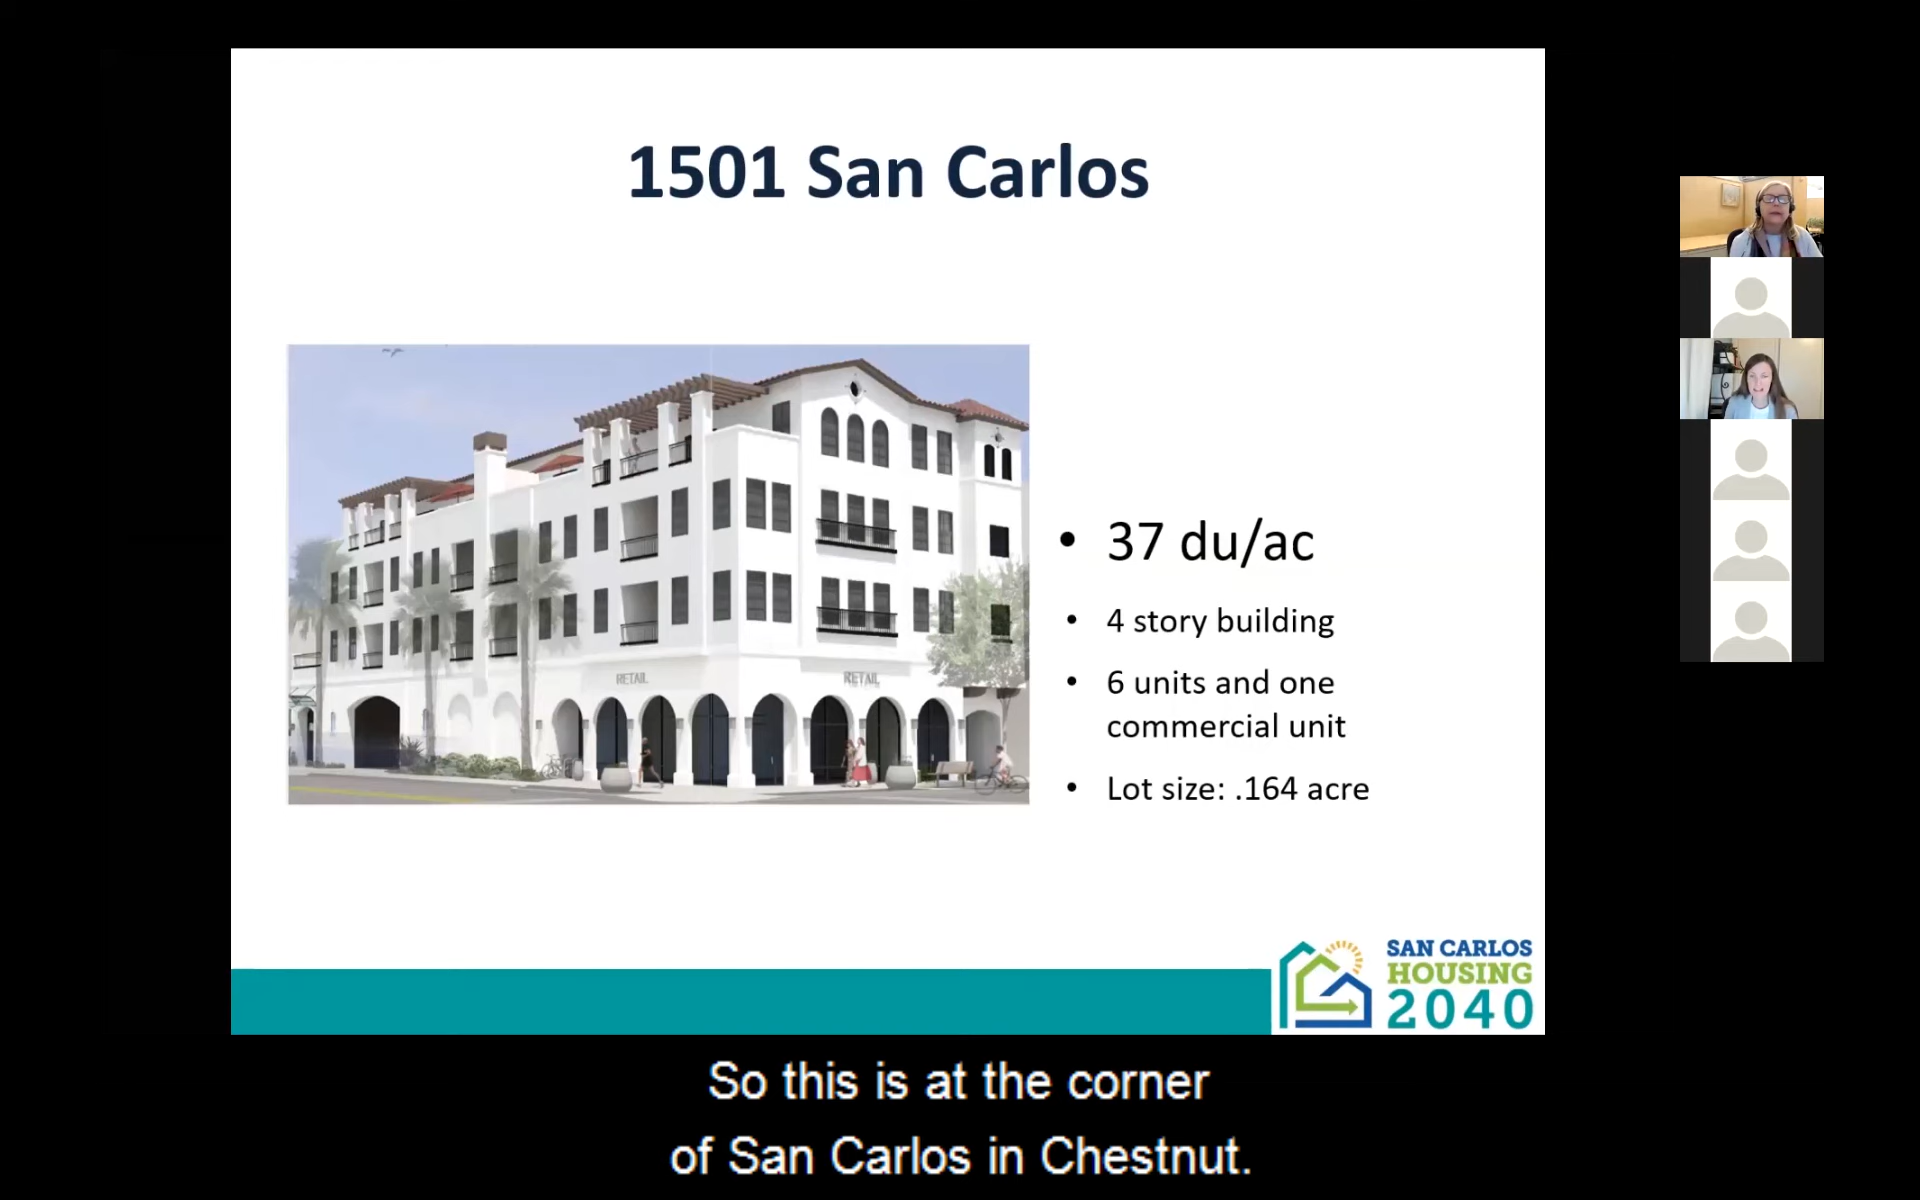 1501 San Carlos
RETAIL
RETAIL
• 37 du/ac
• 4 story building
• 6 units and one
commercial unit
• Lot size: .164 acre
SAN CARLOS
HOUSING
2040
So this is at the corner
of San Carlos in Chestnut.